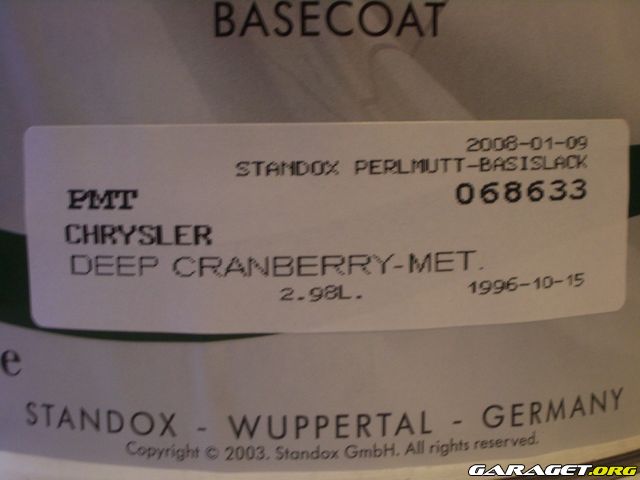 BASECOAT
2008-01-09
STANDOX PERLMUTT-BASISLACK
PMT 068633
CHRYSLER
DEEP CRANBERRY-MET.
2.98L. 1996-10-15
e
STANDOX - WUPPERTAL - GERMANY
Copyright © 2003. Standox GmbH. All rights reserved.
GARAGET.ORG